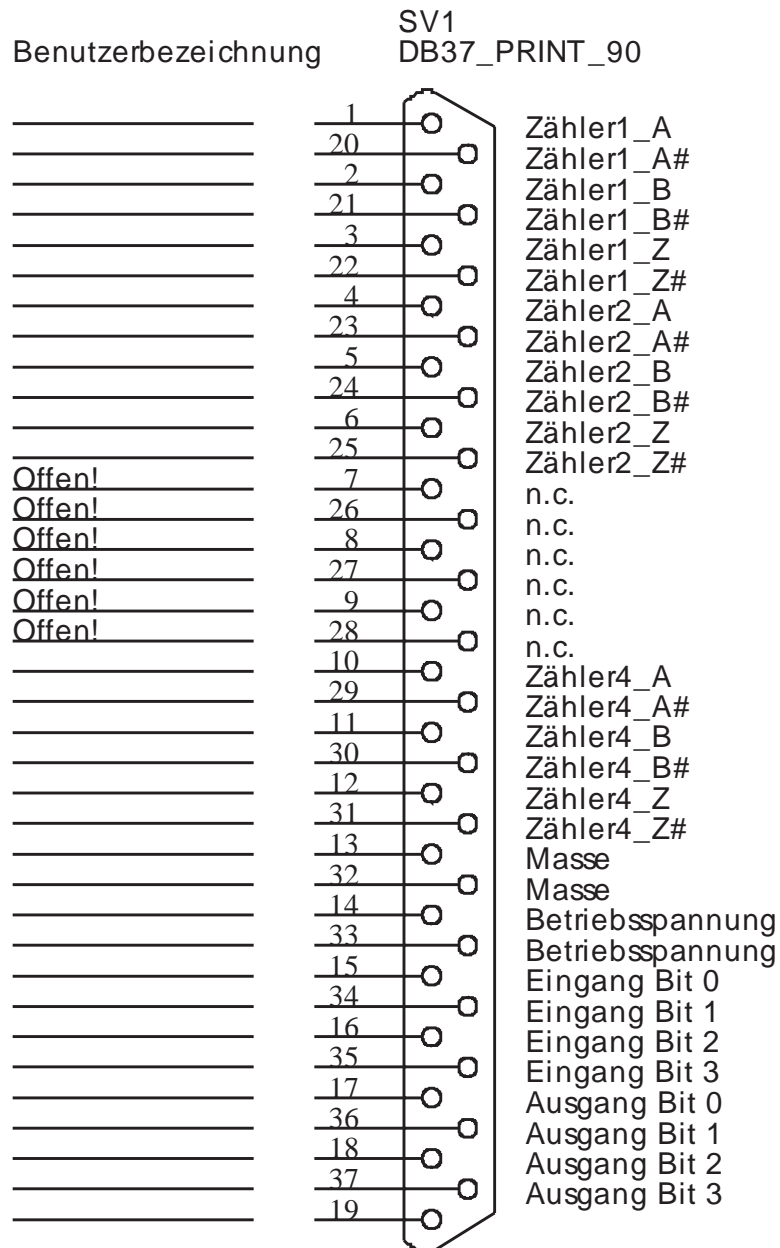 SV1
Benutzerbezeichnung DB37_PRINT_90
1 Zähler1_A
20 Zähler1_A#
2 Zähler1_B
21 Zähler1_B#
3 Zähler1_Z
22 Zähler1_Z#
4 Zähler2_A
23 Zähler2_A#
5 Zähler2_B
24 Zähler2_B#
6 Zähler2_Z
25 Zähler2_Z#
Offen! 7 n.c.
Offen! 26 n.c.
Offen! 8 n.c.
Offen! 27 n.c.
Offen! 9 n.c.
Offen! 28 n.c.
10 Zähler4_A
29 Zähler4_A#
11 Zähler4_B
30 Zähler4_B#
12 Zähler4_Z
31 Zähler4_Z#
13 Masse
32 Masse
14 Betriebsspannung
33 Betriebsspannung
15 Eingang Bit 0
34 Eingang Bit 1
16 Eingang Bit 2
35 Eingang Bit 3
17 Ausgang Bit 0
36 Ausgang Bit 1
18 Ausgang Bit 2
37 Ausgang Bit 3
19